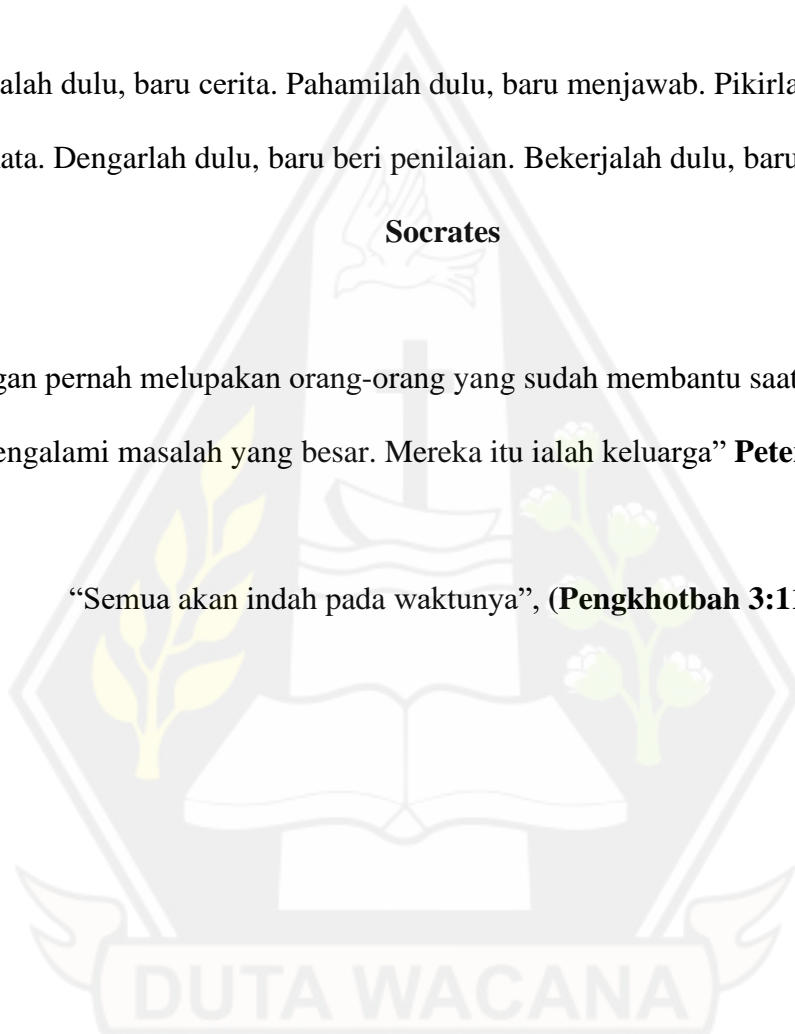 alah dulu, baru cerita. Pahamilah dulu, baru menjawab. Pikirla
ata. Dengarlah dulu, baru beri penilaian. Bekerjalah dulu, baru
Socrates
gan pernah melupakan orang-orang yang sudah membantu saat
engalami masalah yang besar. Mereka itu ialah keluarga” Pete
“Semua akan indah pada waktunya”, (Pengkhotbah 3:1
DUTA WACANA